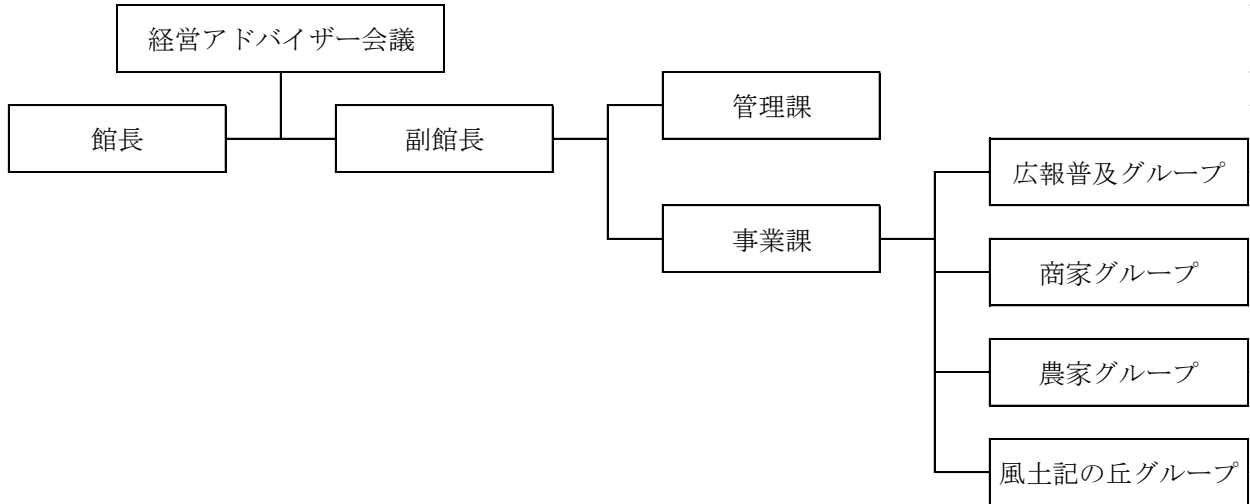 経営アドバイザー会議
館長
副館長
管理課
事業課
広報普及グループ
商家グループ
農家グループ
風土記の丘グループ